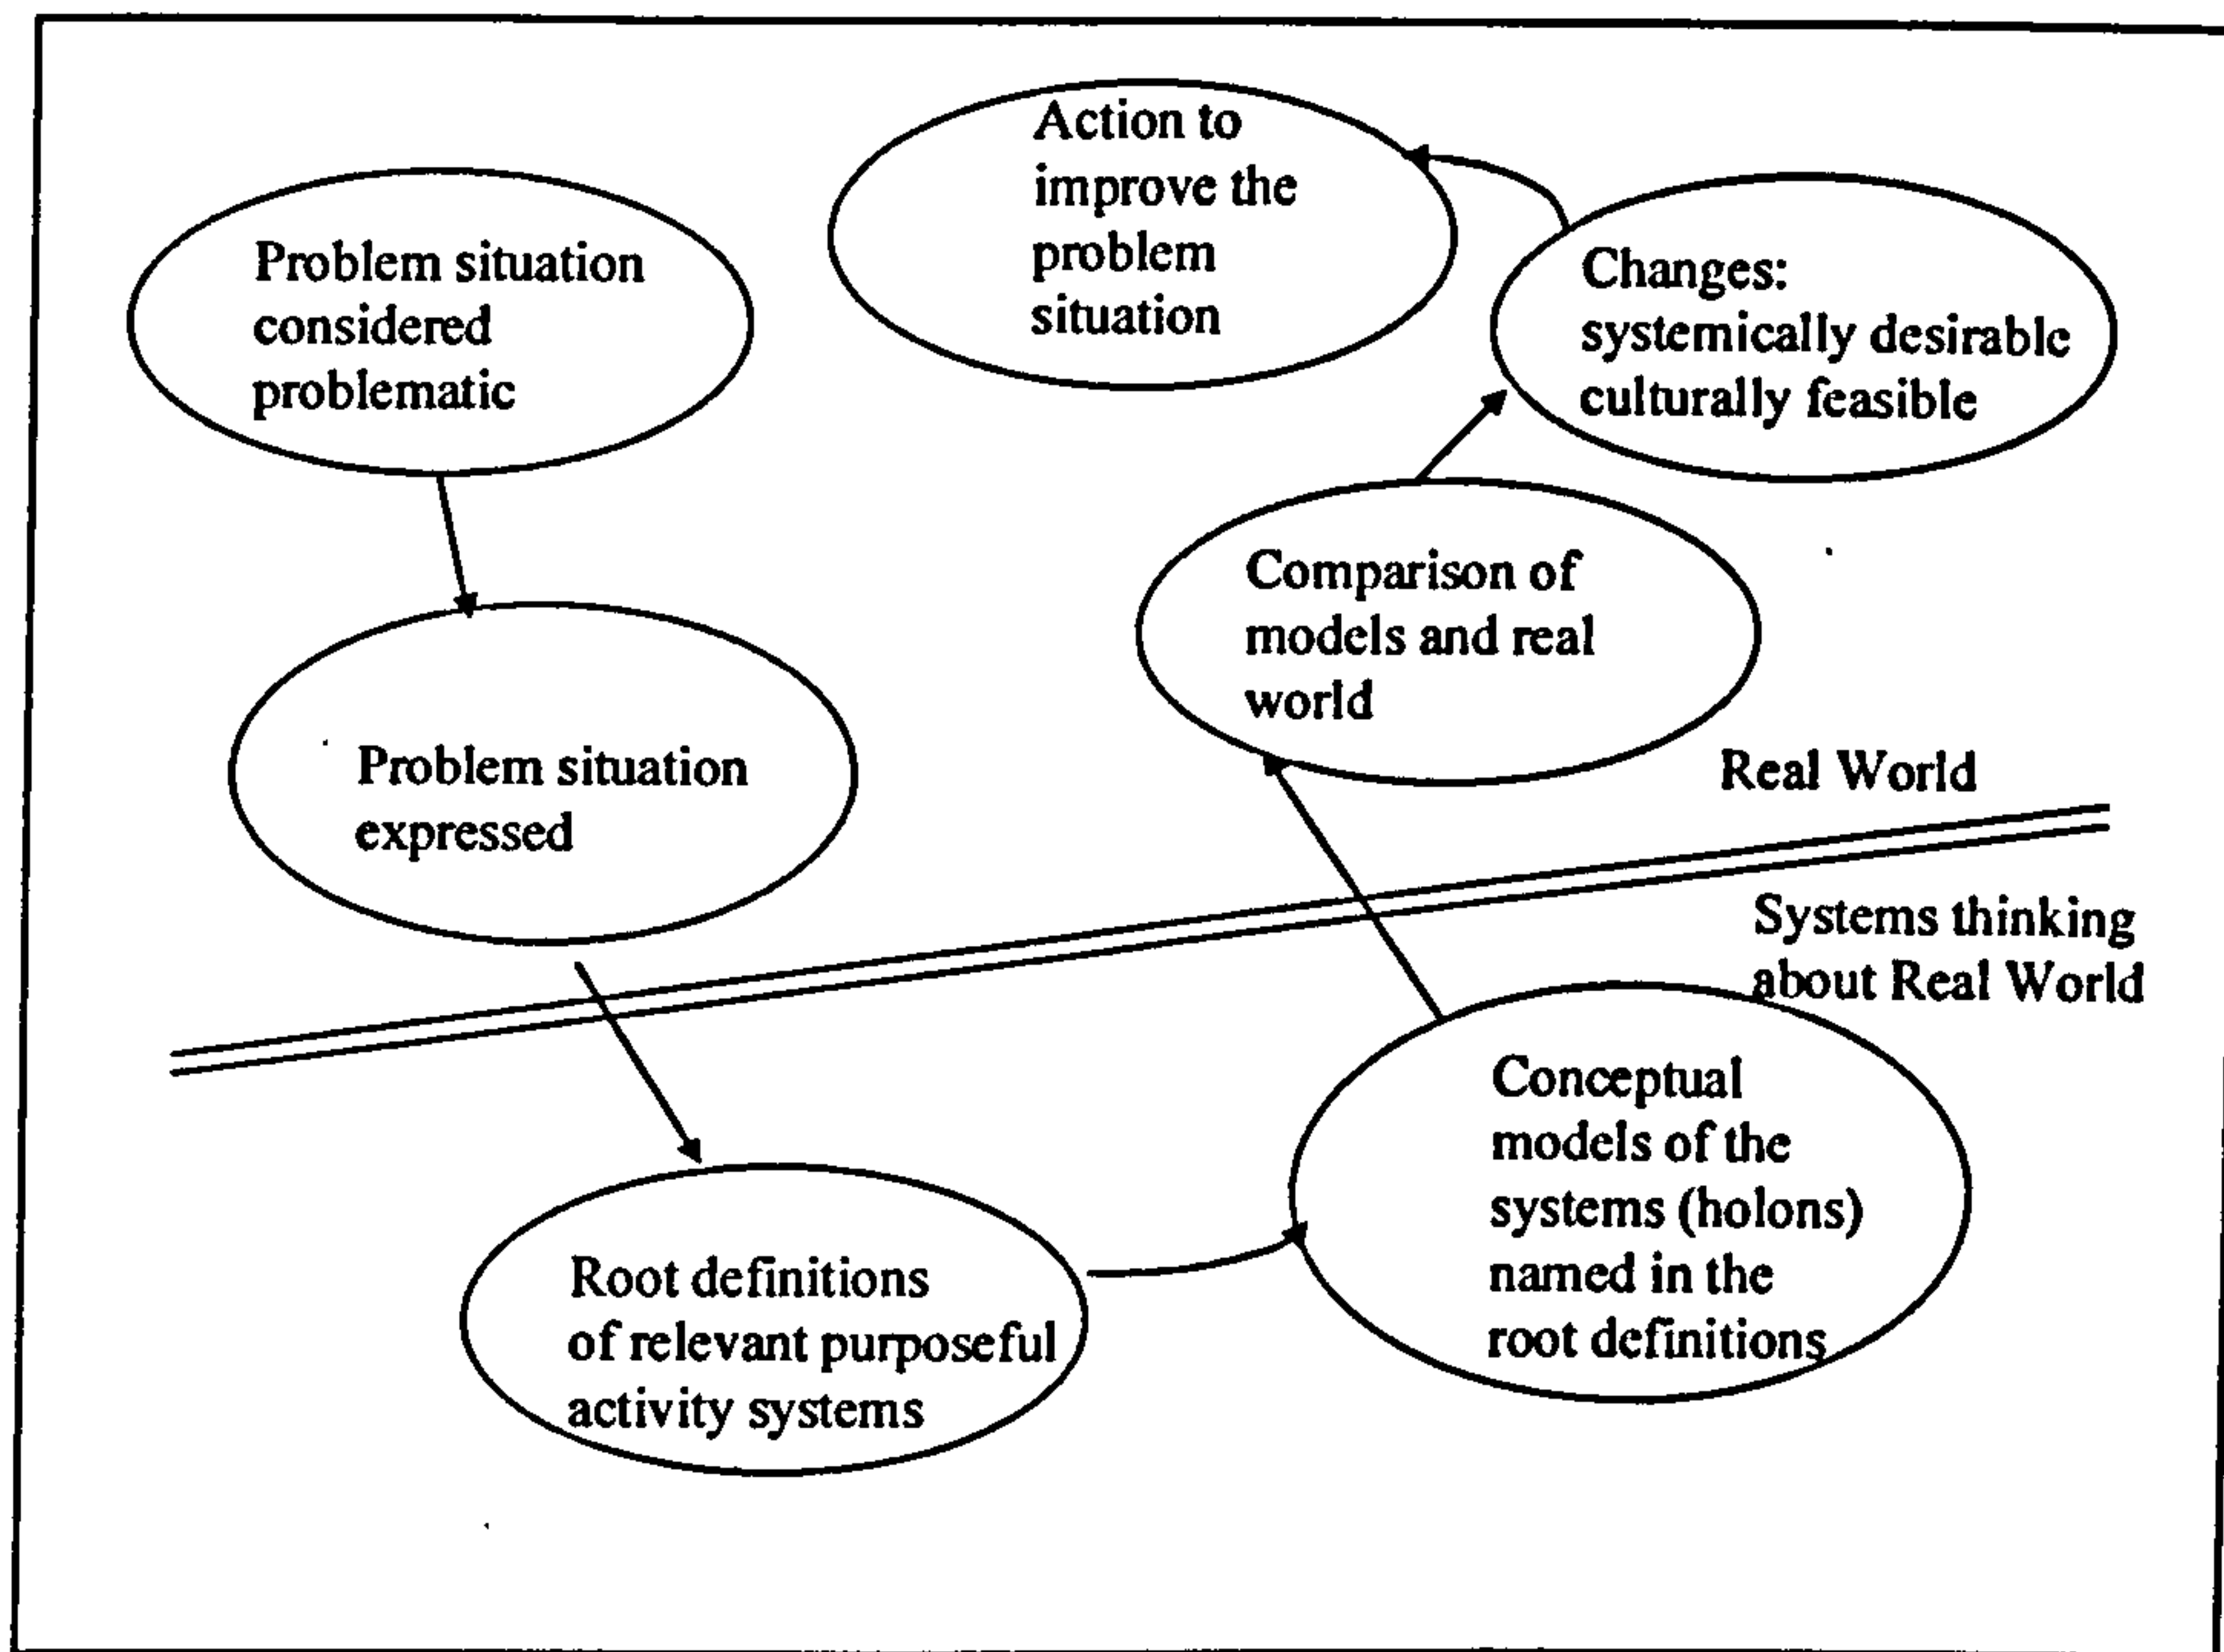 Problem situation
considered
problematic
Problem situation
expressed
Root definitions
of relevant purposeful
activity systems
Conceptual
models of the
systems (holons)
named in the
root definitions
Comparison of
models and real
world
Changes:
systemically desirable
culturally feasible
Action to
improve the
problem
situation
Real World
Systems thinking
about Real World